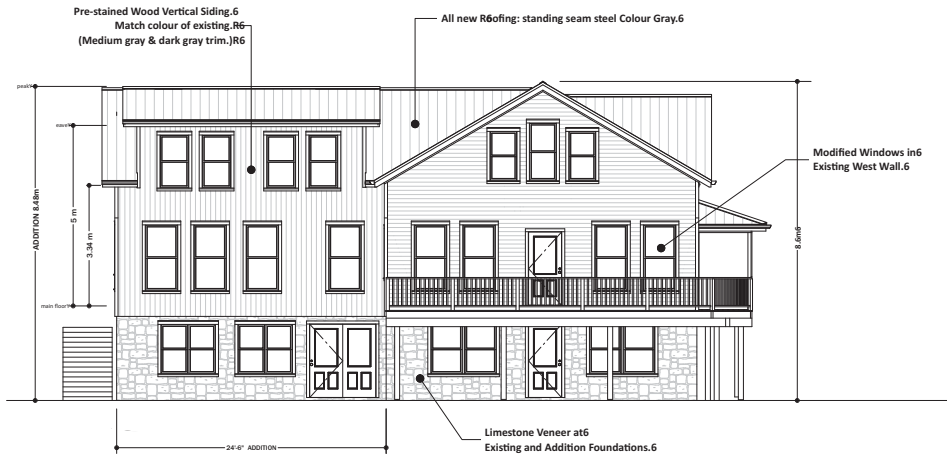 Pre-stained Wood Vertical Siding.6
Match colour of existing.R6
(Medium gray & dark gray trim.)R6
All new R6oofing: standing seam steel Colour Gray.6
peak
eave
Modified Windows in6
Existing West Wall.6
ADDITION 8.48m
5 m
3.34 m
8.6m6
main floor
Limestone Veneer at6
Existing and Addition Foundations.6
24'-6" ADDITION